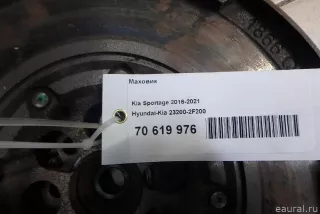 Маховик
Kia Sportage 2016-2021
Hyundai-Kia 23200-2F200
70 619 976
eaural.ru